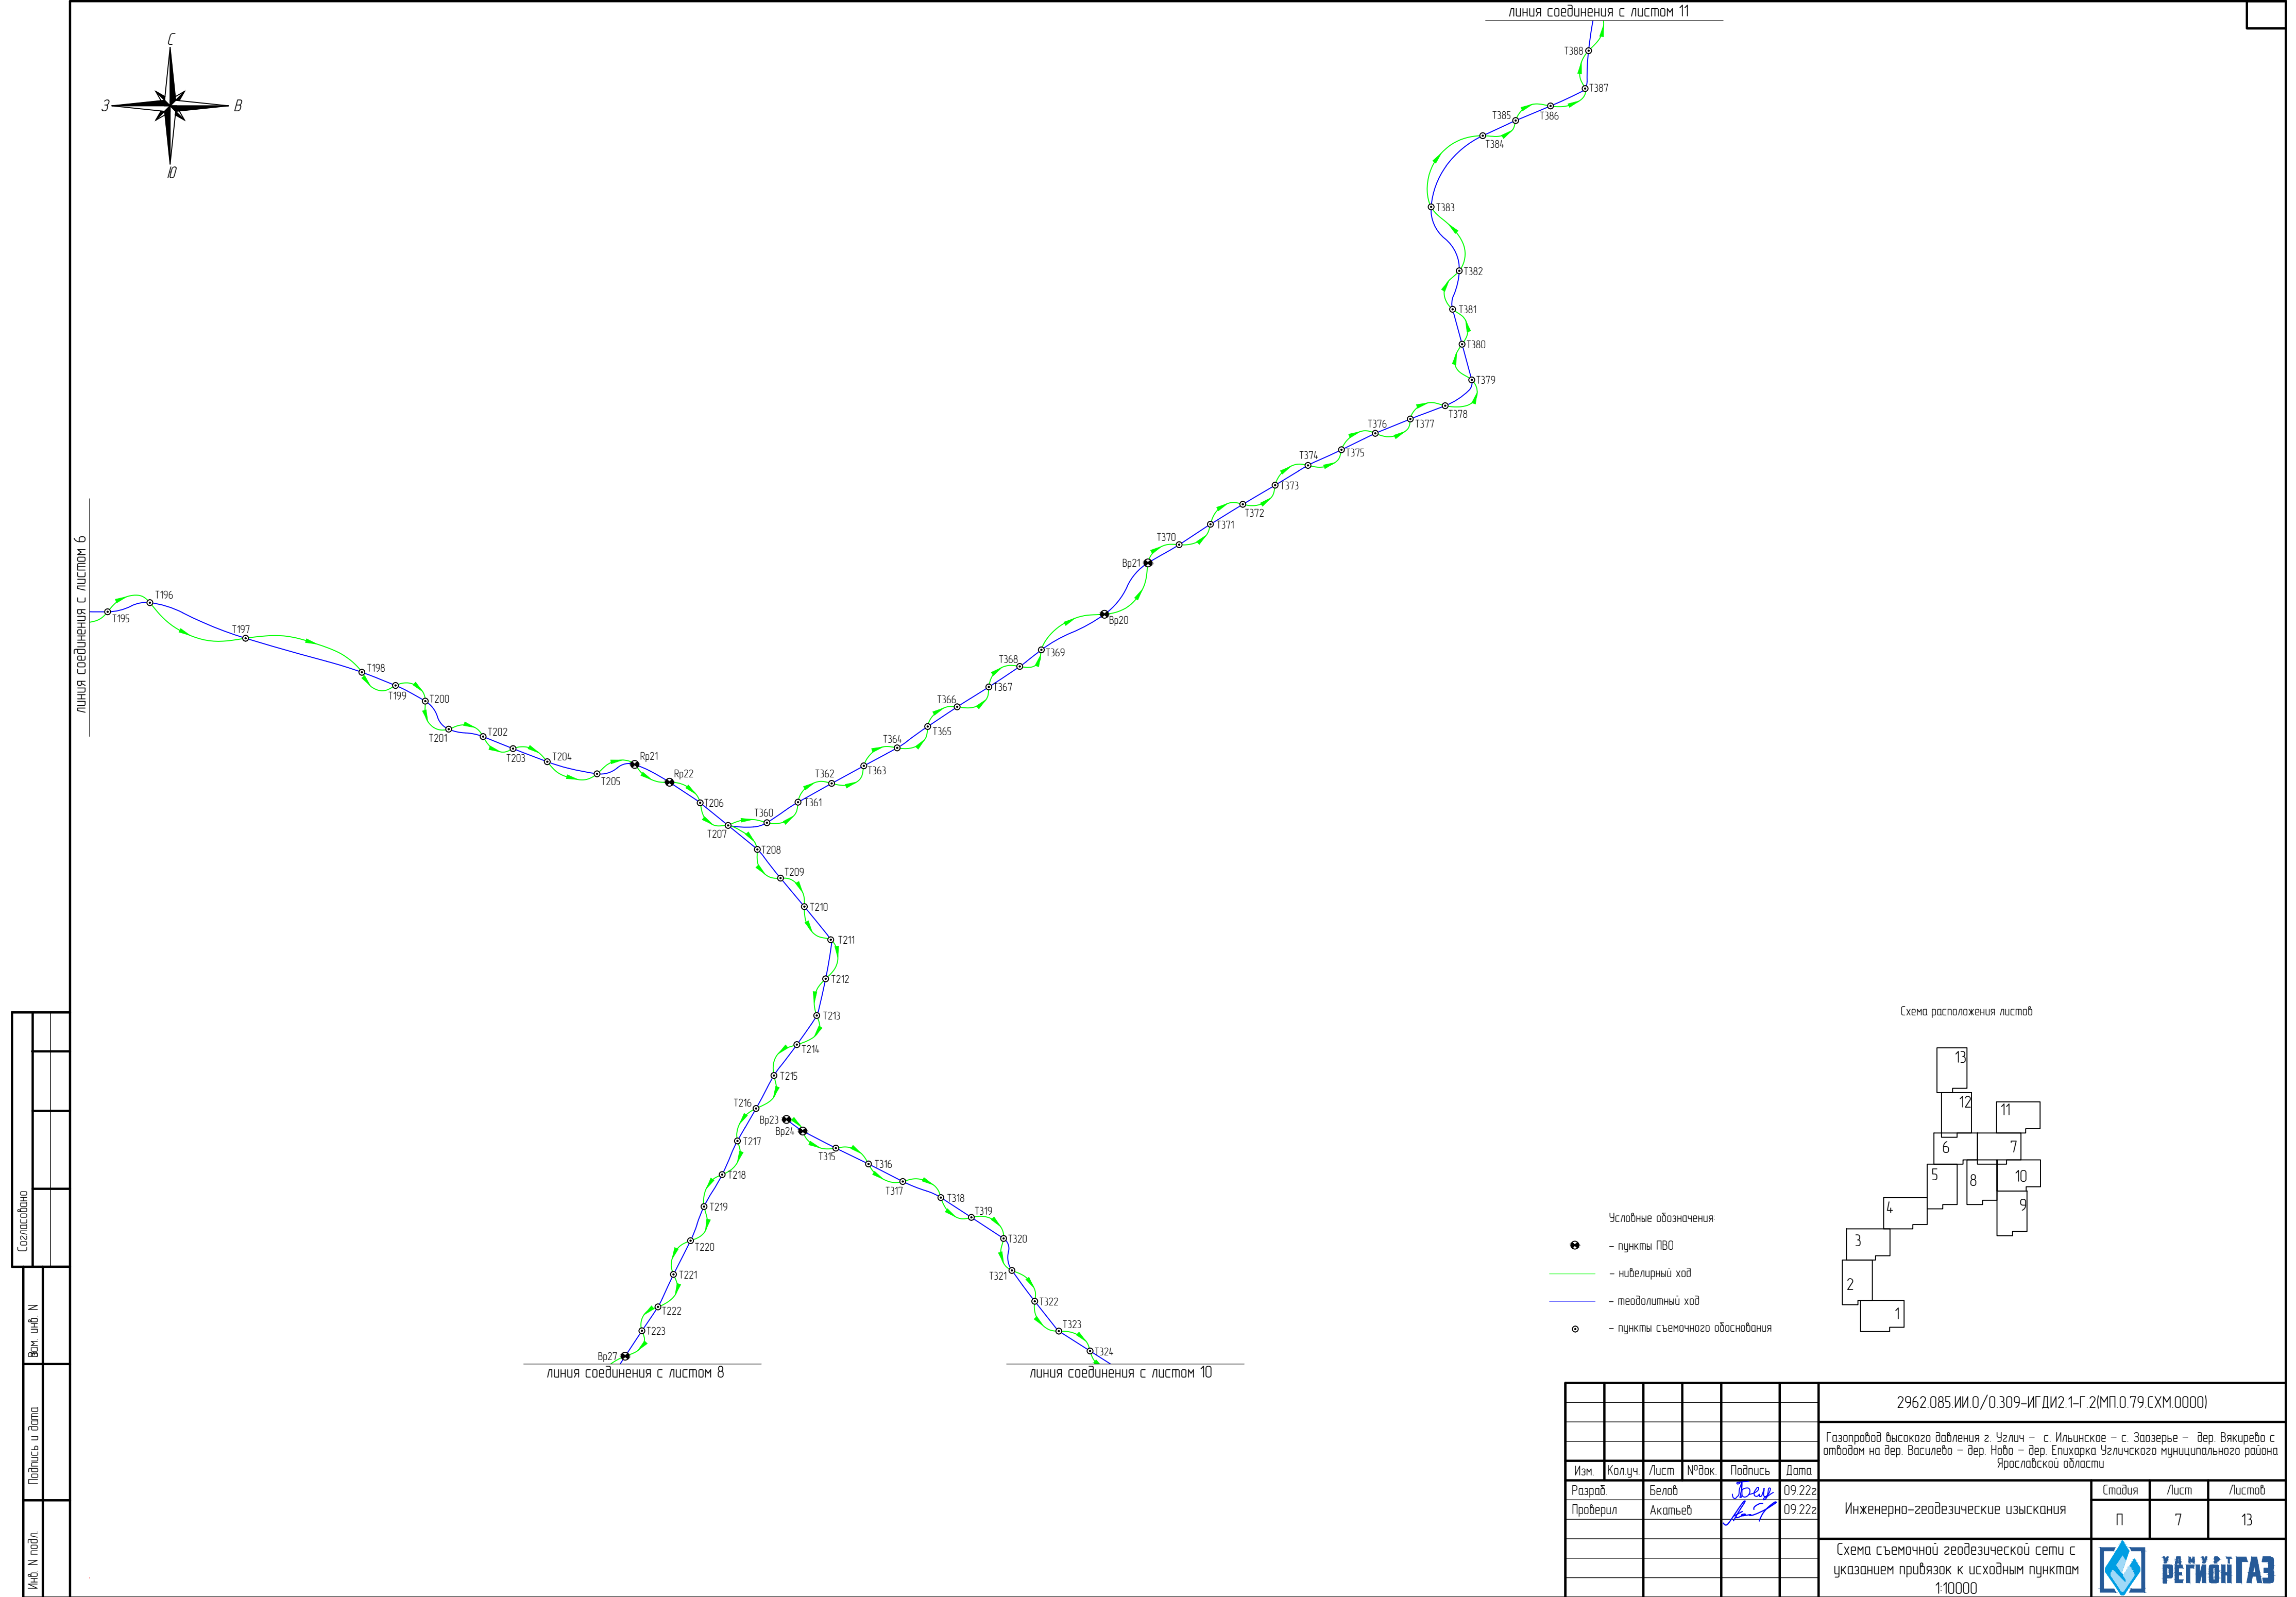 линия соединения с листом 11
С
З
В
Ю
Т388
Т387
Т385
Т386
Т384
Т383
Т382
Т381
Т380
Т379
Т378
Т376
Т377
Т374
Т375
Т373
Т372
Т370
Т371
Вр21
Вр20
Т369
Т368
Т367
Т366
Т365
Т364
Т363
Т362
Т361
Т360
линия соединения с листом 6
Т195
Т196
Т197
Т198
Т199
Т200
Т201
Т202
Т203
Т204
Т205
Rp21
Rp22
Т206
Т207
Т208
Т209
Т210
Т211
Т212
Т213
Т214
Т215
Т216
Т217
Т218
Т219
Т220
Т221
Т222
Т223
Вр27
линия соединения с листом 8
Вр23
Вр24
Т315
Т316
Т317
Т318
Т319
Т320
Т321
Т322
Т323
Т324
линия соединения с листом 10
Схема расположения листов
13
12
11
6
7
5
8
10
4
9
3
2
1
Условные обозначения
- пункты ПВО
- нивелирный ход
- теодолитный ход
- пункты съемочного обоснования
Согласовано
Взам. инв. N
Подпись и дата
Инв. N подл.
2962.085.ИИ.0/0.309-ИГДИ2.1-Г.2(МП.0.79.СХМ.0000)
Газопровод высокого давления г. Углич - с. Ильинское - с. Заозерье - дер. Вякирево с
отводом на дер. Василево - дер. Ново - дер. Епихарка Угличского муниципального района
Ярославской области
Изм. Кол.уч. Лист №док. Подпись Дата
Разраб. Белов 09.22г
Проверил Акатьев 09.22г
Инженерно-геодезические изыскания
Стадия Лист Листов
П 7 13
Схема съемочной геодезической сети с
указанием привязок к исходным пунктам
1:10000
УДМУРТ
РЕГИОНГАЗ